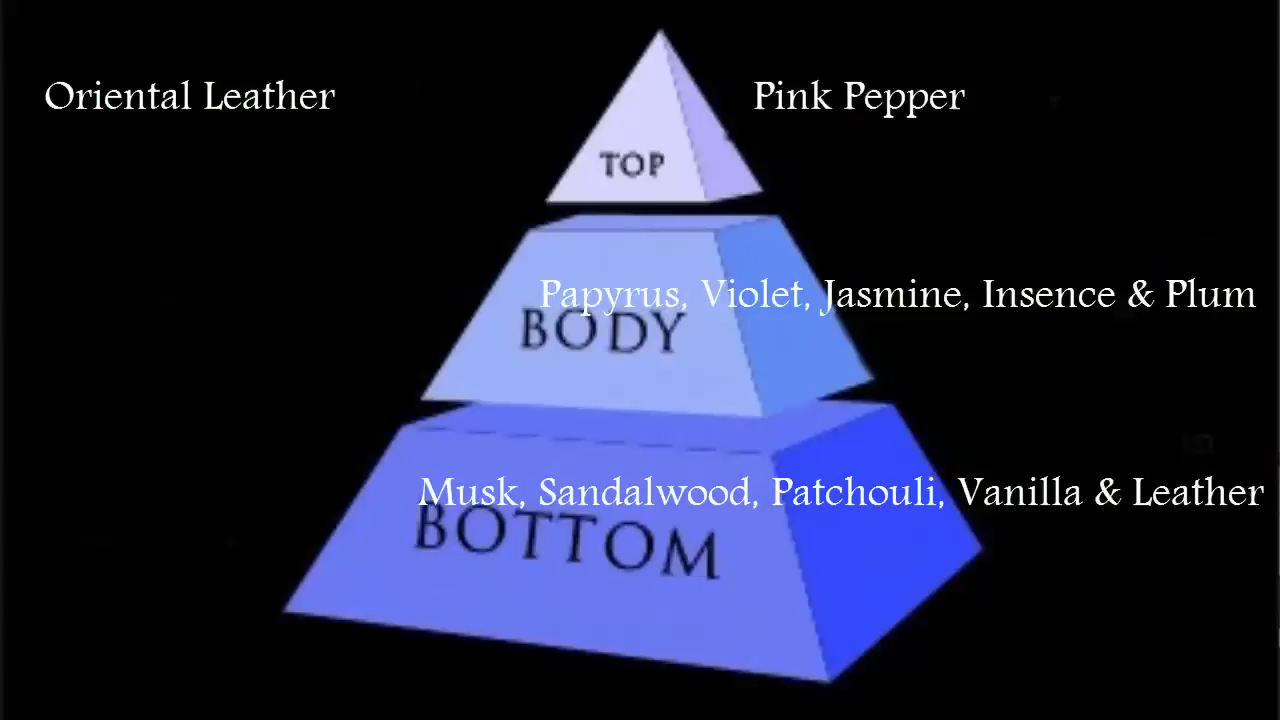 Oriental Leather
Pink Pepper
TOP
Papyrus, Violet, Jasmine, Insence & Plum
BODY
Musk, Sandalwood, Patchouli, Vanilla & Leather
BOTTOM